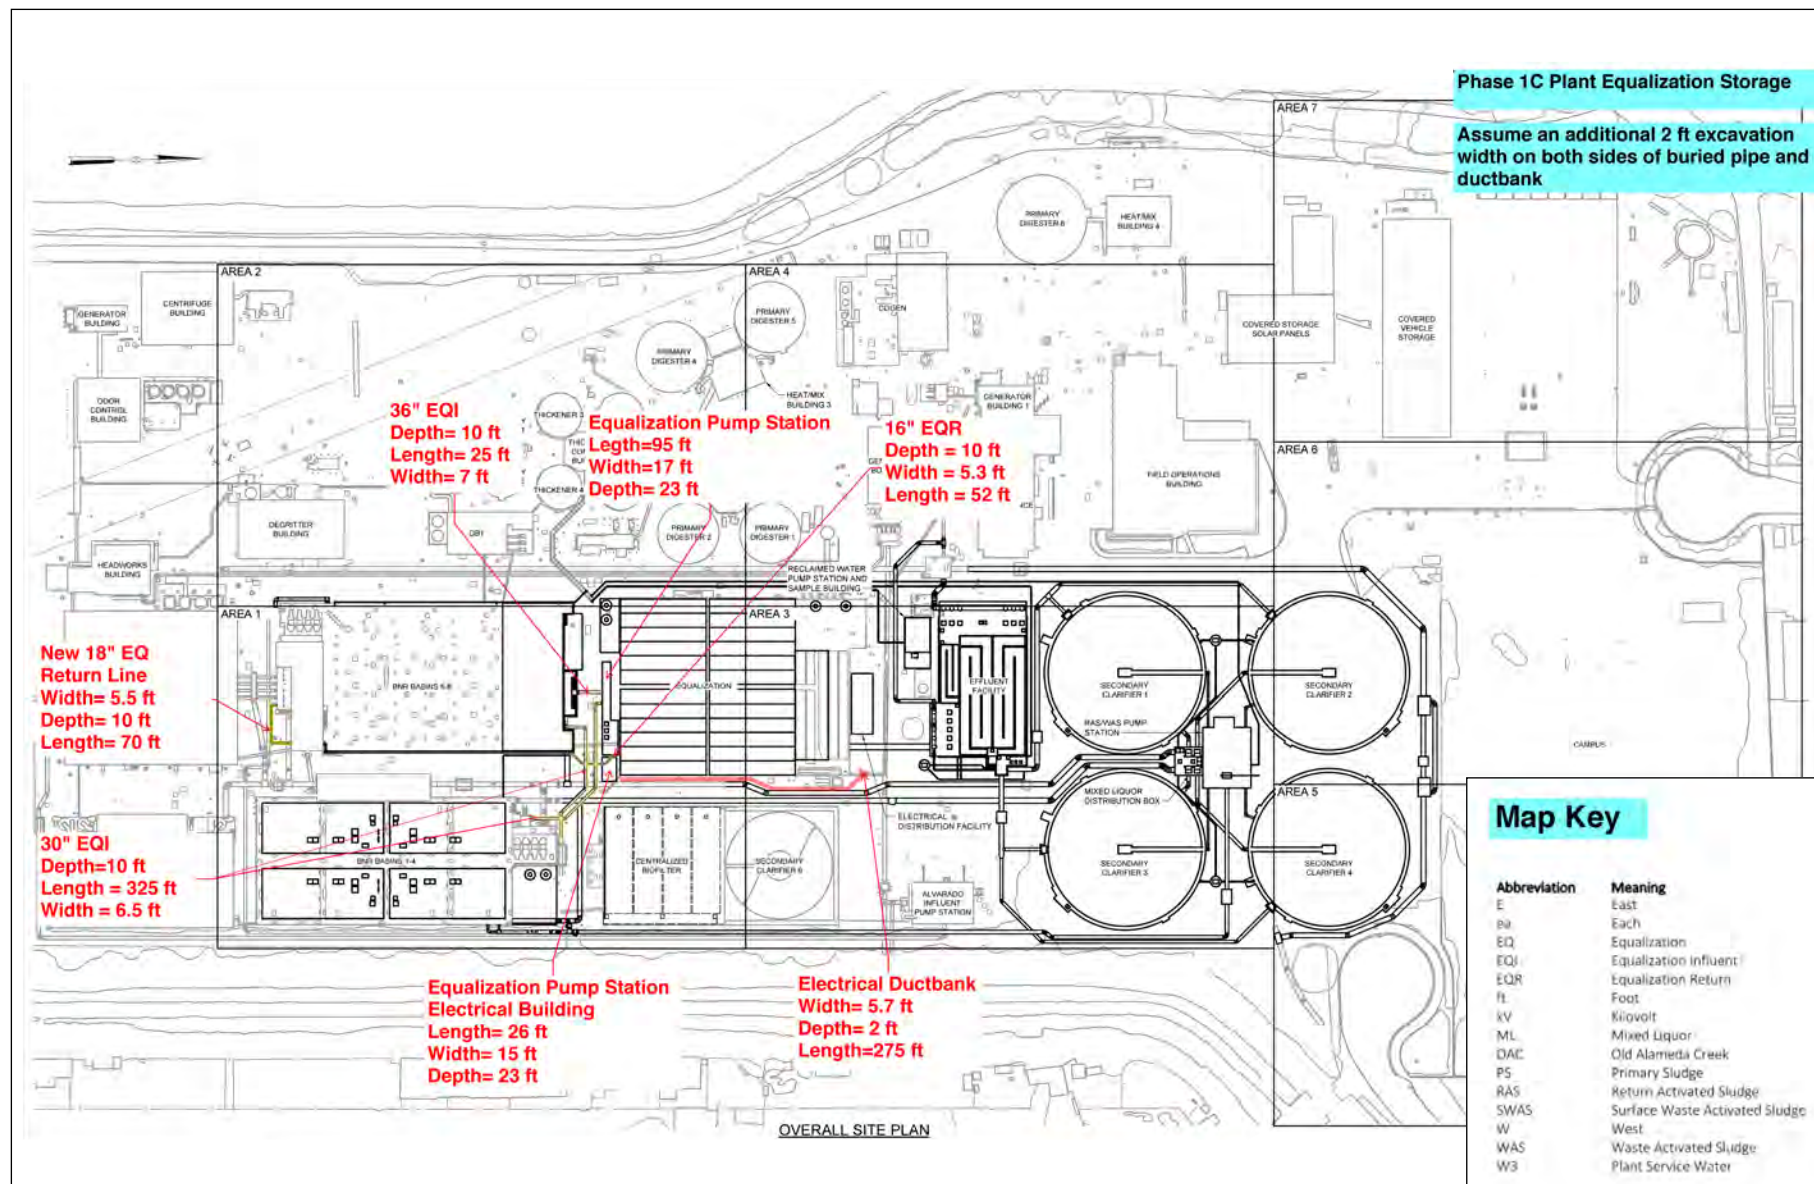 Phase 1C Plant Equalization Storage
Assume an additional 2 ft excavation
width on both sides of buried pipe and
ductbank
AREA 7
PRIMARY
DIGESTER 6
HEAT/MIX
BUILDING 4
AREA 2
AREA 4
GENERATOR
BUILDING
CENTRIFUGE
BUILDING
PRIMARY
DIGESTER 5
COGEN
COVERED STORAGE
SOLAR PANELS
COVERED
VEHICLE
STORAGE
PRIMARY
DIGESTER 4
ODOR
CONTROL
BUILDING
HEAT/MIX
BUILDING 3
GENERATOR
BUILDING 1
36" EQI
Depth= 10 ft
Length= 25 ft
Width= 7 ft
THICKENER 3
Equalization Pump Station
Legth=95 ft
Width=17 ft
Depth= 23 ft
16" EQR
Depth = 10 ft
Width = 5.3 ft
Length = 52 ft
AREA 6
THICKENER 4
FIELD OPERATIONS
BUILDING
DEGRITTER
BUILDING
DB1
PRIMARY
DIGESTER 2
PRIMARY
DIGESTER 1
HEADWORKS
BUILDING
RECLAIMED WATER
PUMP STATION AND
SAMPLE BUILDING
AREA 1
AREA 3
New 18" EQ
Return Line
Width= 5.5 ft
Depth= 10 ft
Length= 70 ft
BNR BASINS 5-8
EQUALIZATION
EFFLUENT
FACILITY
SECONDARY
CLARIFIER 1
SECONDARY
CLARIFIER 2
RAS/WAS PUMP
STATION
CAMPUS
MIXED LIQUOR
DISTRIBUTION BOX
AREA 5
ELECTRICAL
DISTRIBUTION FACILITY
30" EQI
Depth=10 ft
Length = 325 ft
Width = 6.5 ft
BNR BASINS 1-4
CENTRALIZED
BIOFILTER
SECONDARY
CLARIFIER 6
SECONDARY
CLARIFIER 3
SECONDARY
CLARIFIER 4
ALVARADO
INFLUENT
PUMP STATION
Equalization Pump Station
Electrical Building
Length= 26 ft
Width= 15 ft
Depth= 23 ft
Electrical Ductbank
Width= 5.7 ft
Depth= 2 ft
Length=275 ft
OVERALL SITE PLAN
Map Key
Abbreviation Meaning
E East
ea Each
EQ Equalization
EQI Equalization Influent
EQR Equalization Return
ft Foot
kV Kilovolt
ML Mixed Liquor
OAC Old Alameda Creek
PS Primary Sludge
RAS Return Activated Sludge
SWAS Surface Waste Activated Sludge
W West
WAS Waste Activated Sludge
W3 Plant Service Water